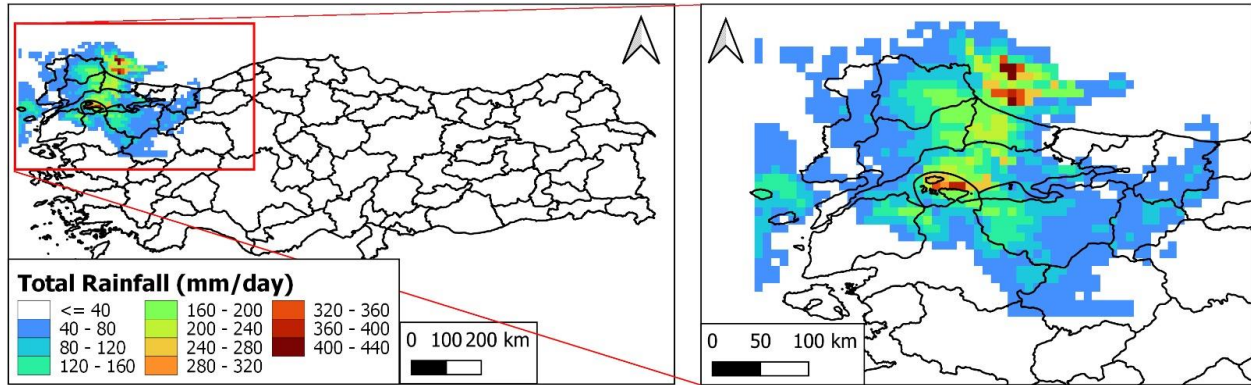 Total Rainfall (mm/day)
<= 40
40 - 80
80 - 120
120 - 160
160 - 200
200 - 240
240 - 280
280 - 320
320 - 360
360 - 400
400 - 440
0 100 200 km
0 50 100 km